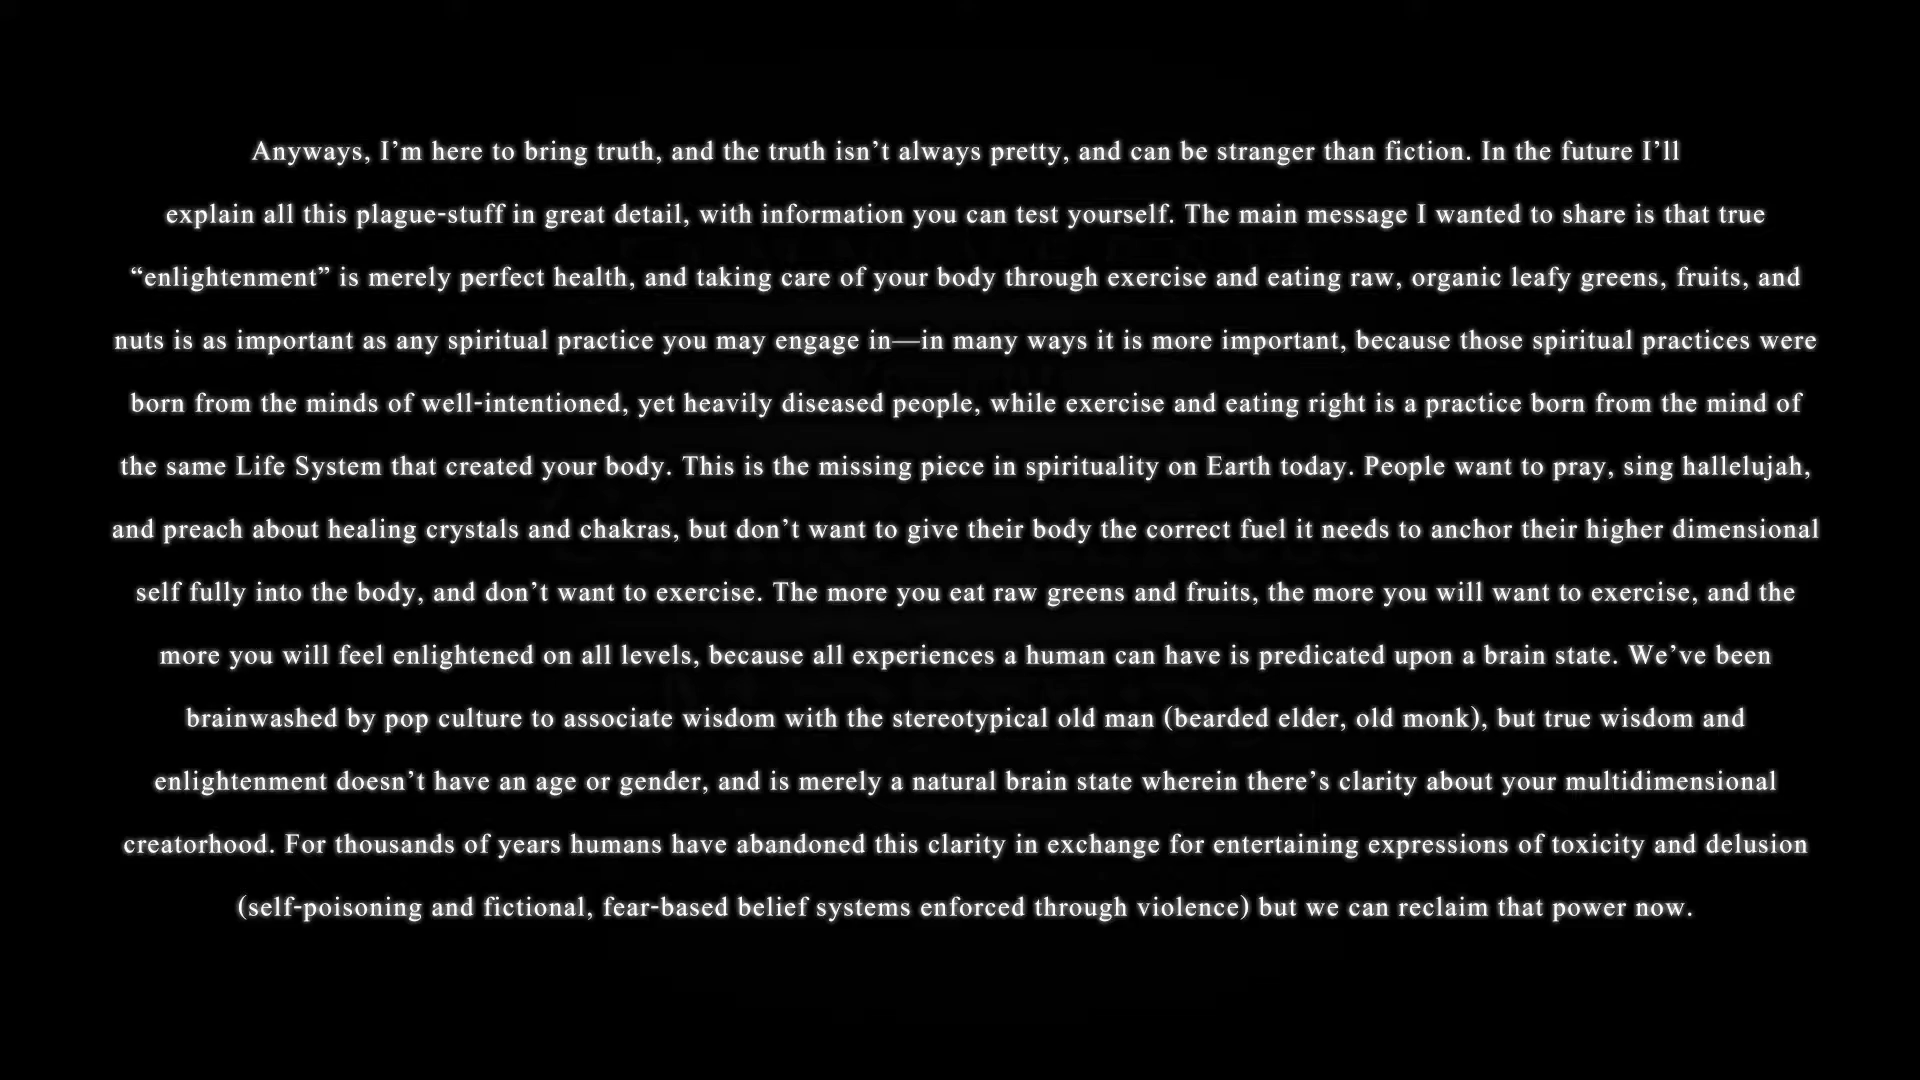 Anyways, I’m here to bring truth, and the truth isn’t always pretty, and can be stranger than fiction. In the future I’ll
explain all this plague-stuff in great detail, with information you can test yourself. The main message I wanted to share is that true
“enlightenment” is merely perfect health, and taking care of your body through exercise and eating raw, organic leafy greens, fruits, and
nuts is as important as any spiritual practice you may engage in—in many ways it is more important, because those spiritual practices were
born from the minds of well-intentioned, yet heavily diseased people, while exercise and eating right is a practice born from the mind of
the same Life System that created your body. This is the missing piece in spirituality on Earth today. People want to pray, sing hallelujah,
and preach about healing crystals and chakras, but don’t want to give their body the correct fuel it needs to anchor their higher dimensional
self fully into the body, and don’t want to exercise. The more you eat raw greens and fruits, the more you will want to exercise, and the
more you will feel enlightened on all levels, because all experiences a human can have is predicated upon a brain state. We’ve been
brainwashed by pop culture to associate wisdom with the stereotypical old man (bearded elder, old monk), but true wisdom and
enlightenment doesn’t have an age or gender, and is merely a natural brain state wherein there’s clarity about your multidimensional
creatorhood. For thousands of years humans have abandoned this clarity in exchange for entertaining expressions of toxicity and delusion
(self-poisoning and fictional, fear-based belief systems enforced through violence) but we can reclaim that power now.